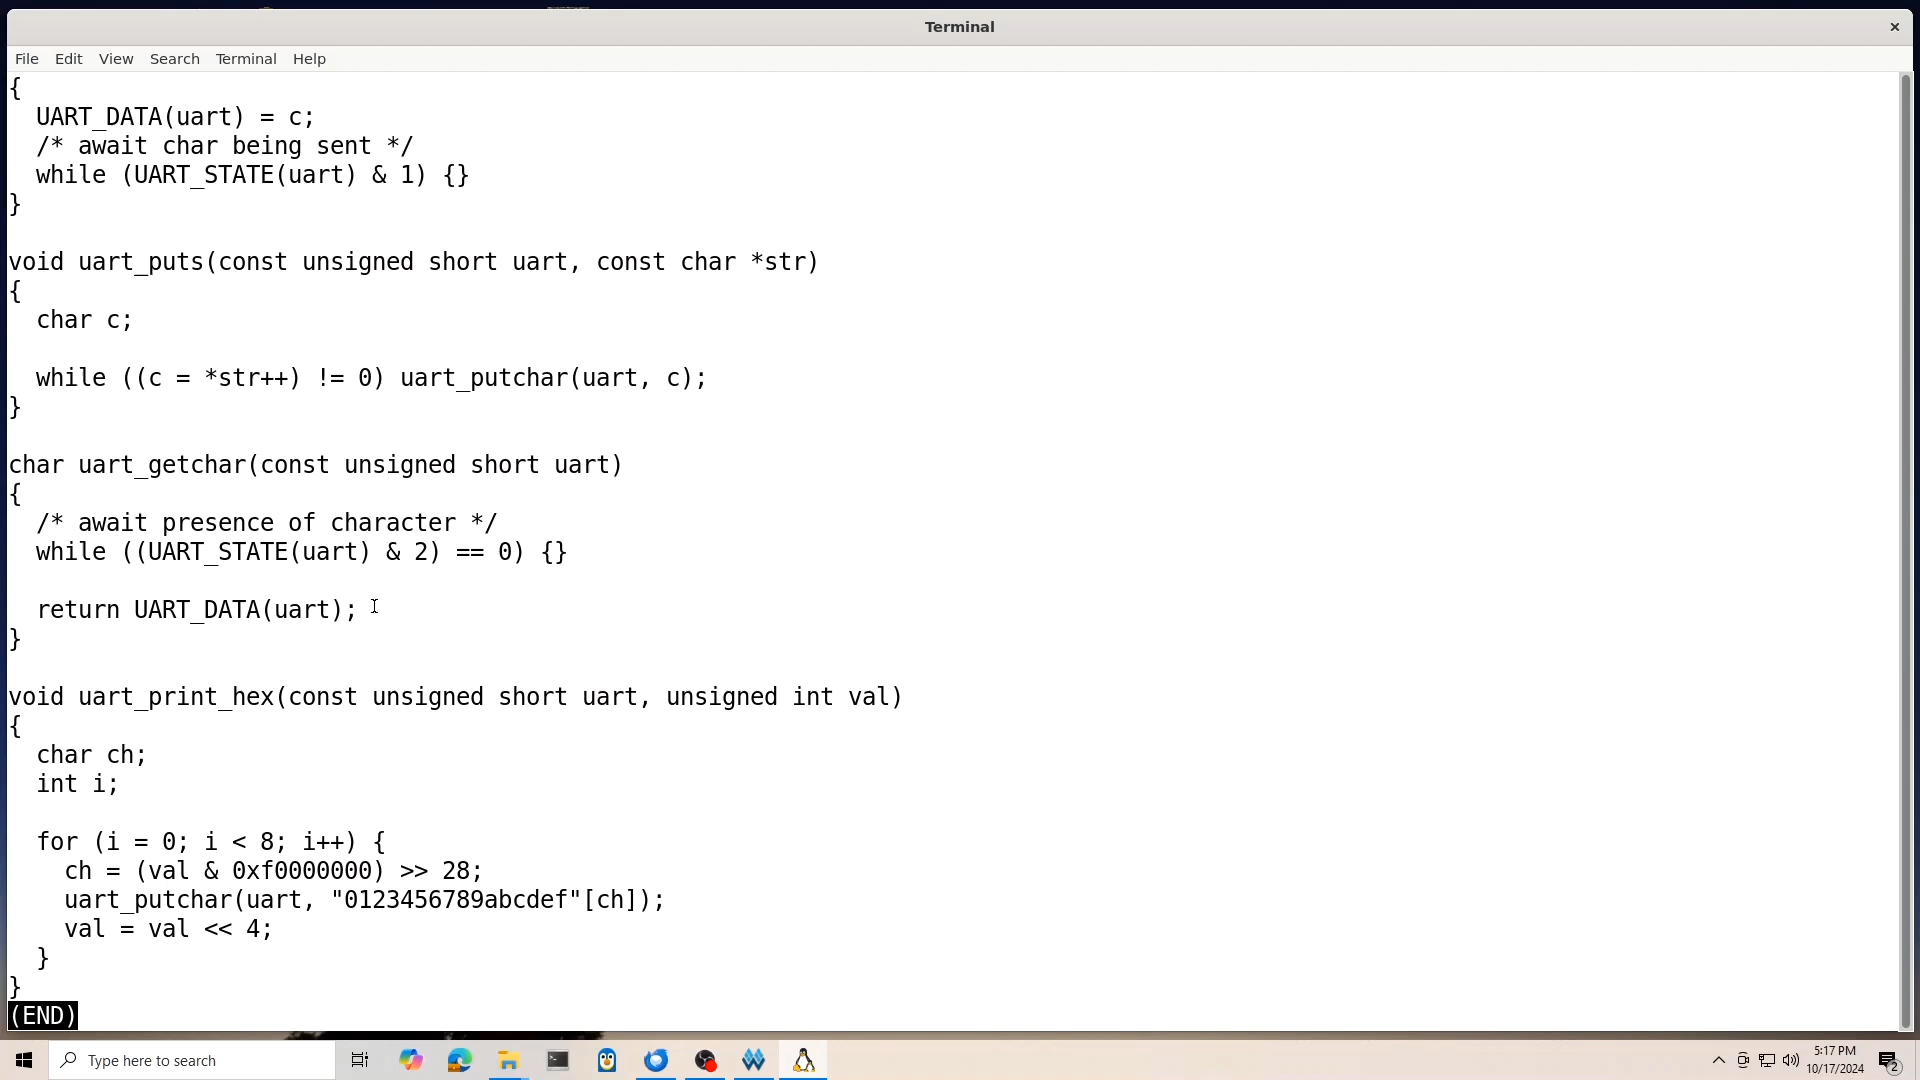 Terminal
File Edit View Search Terminal Help
{
  UART_DATA(uart) = c;
  /* await char being sent */
  while (UART_STATE(uart) & 1) {}
}

void uart_puts(const unsigned short uart, const char *str)
{
  char c;

  while ((c = *str++) != 0) uart_putchar(uart, c);
}

char uart_getchar(const unsigned short uart)
{
  /* await presence of character */
  while ((UART_STATE(uart) & 2) == 0) {}

  return UART_DATA(uart);
}

void uart_print_hex(const unsigned short uart, unsigned int val)
{
  char ch;
  int i;

  for (i = 0; i < 8; i++) {
    ch = (val & 0xf0000000) >> 28;
    uart_putchar(uart, "0123456789abcdef"[ch]);
    val = val << 4;
  }
}
(END)
Type here to search
5:17 PM
10/17/2024
2